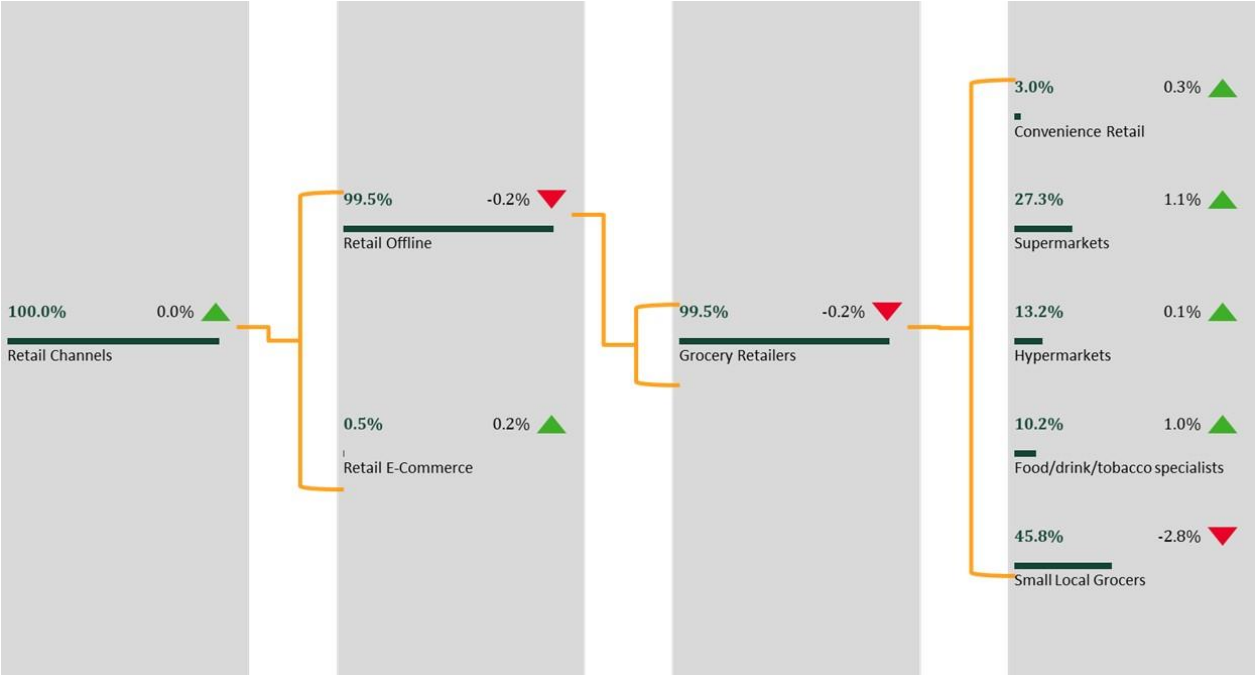 100.0% 0.0%
Retail Channels
99.5% -0.2%
Retail Offline
0.5% 0.2%
Retail E-Commerce
99.5% -0.2%
Grocery Retailers
3.0% 0.3%
Convenience Retail
27.3% 1.1%
Supermarkets
13.2% 0.1%
Hypermarkets
10.2% 1.0%
Food/drink/tobacco specialists
45.8% -2.8%
Small Local Grocers